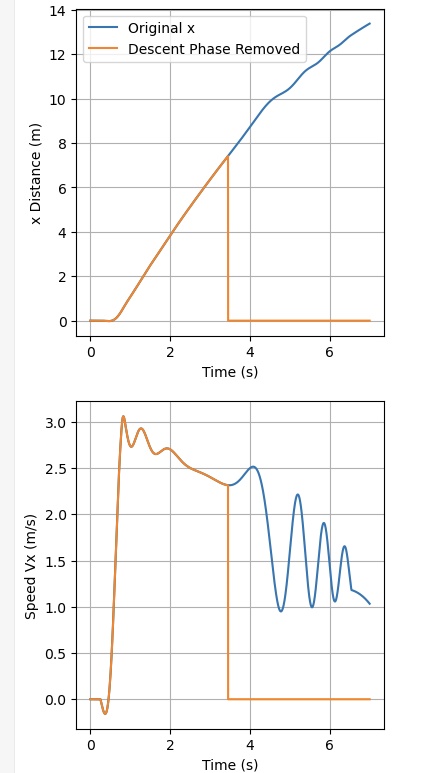 14
Original x
Descent Phase Removed
12
10
8
6
4
2
0
x Distance (m)
0 2 4 6
Time (s)
3.0
2.5
2.0
1.5
1.0
0.5
0.0
Speed Vx (m/s)
0 2 4 6
Time (s)